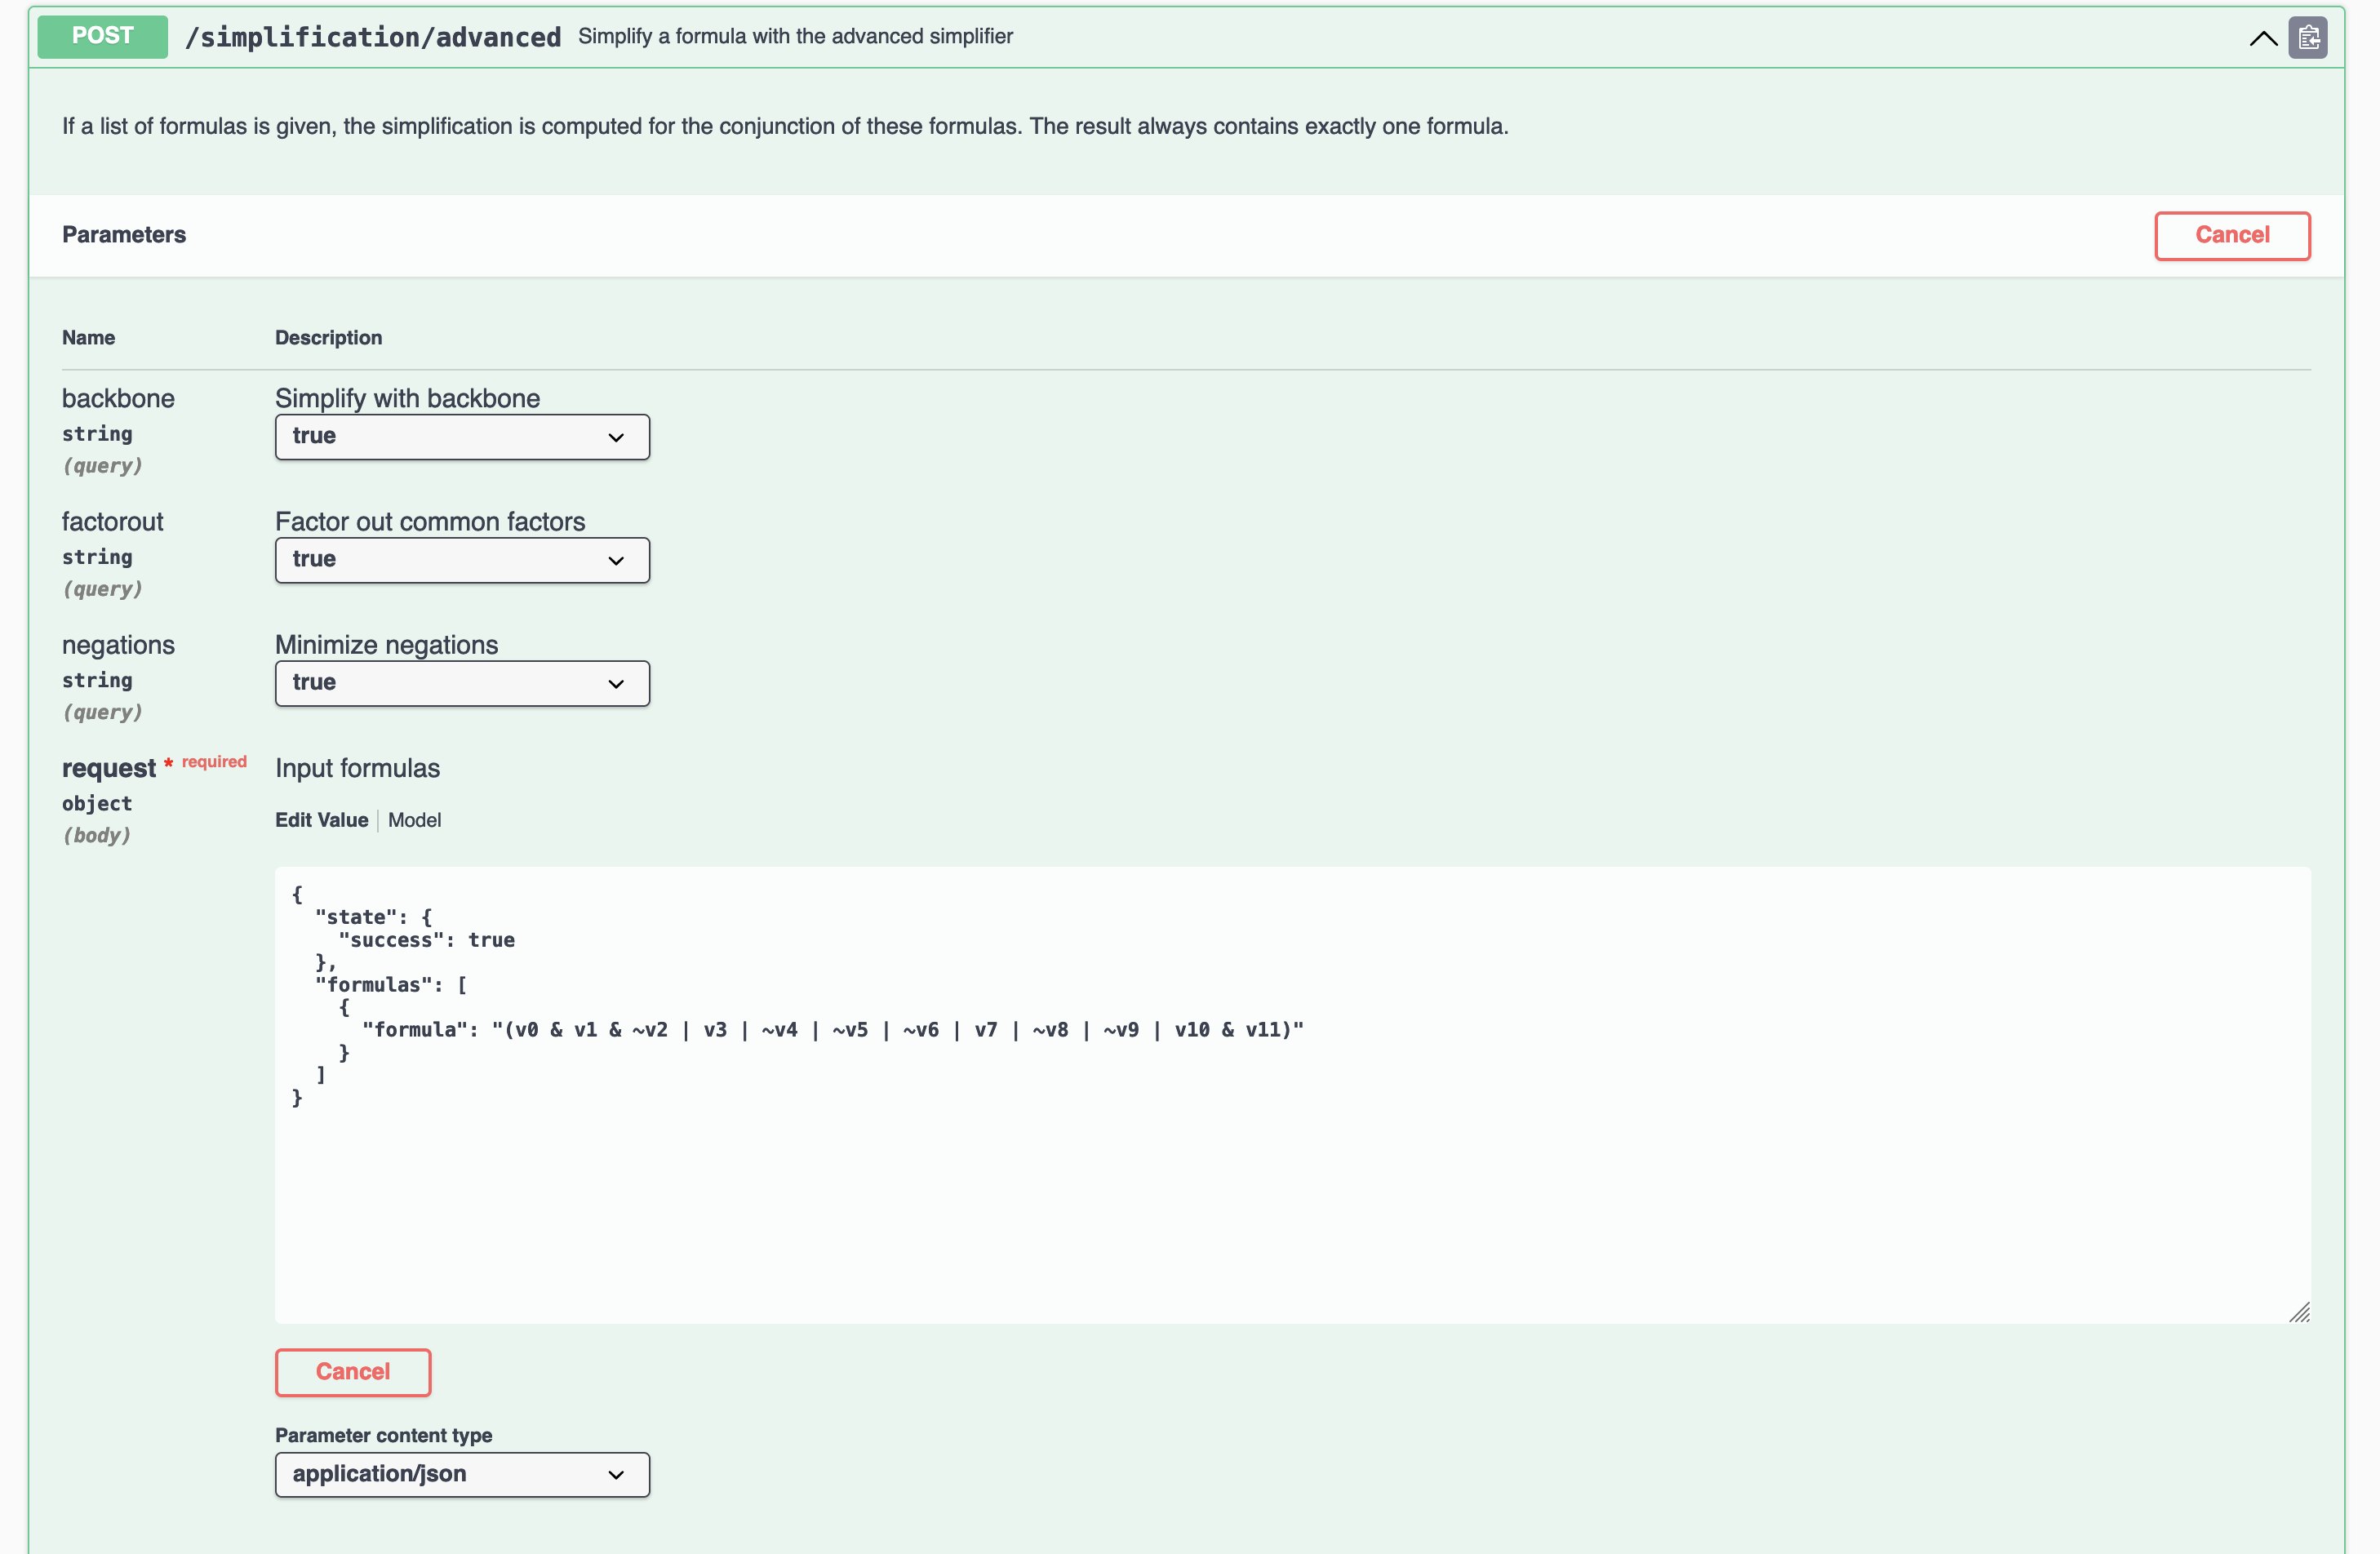 POST /simplification/advanced Simplify a formula with the advanced simplifier
If a list of formulas is given, the simplification is computed for the conjunction of these formulas. The result always contains exactly one formula.
Parameters Cancel
Name Description
backbone Simplify with backbone
string true
(query)
factorout Factor out common factors
string true
(query)
negations Minimize negations
string true
(query)
request * required Input formulas
object
(body)
Edit Value | Model
{
  "state": {
    "success": true
  },
  "formulas": [
    {
      "formula": "(v0 & v1 & ~v2 | v3 | ~v4 | ~v5 | ~v6 | v7 | ~v8 | ~v9 | v10 & v11)"
    }
  ]
}
Cancel
Parameter content type
application/json